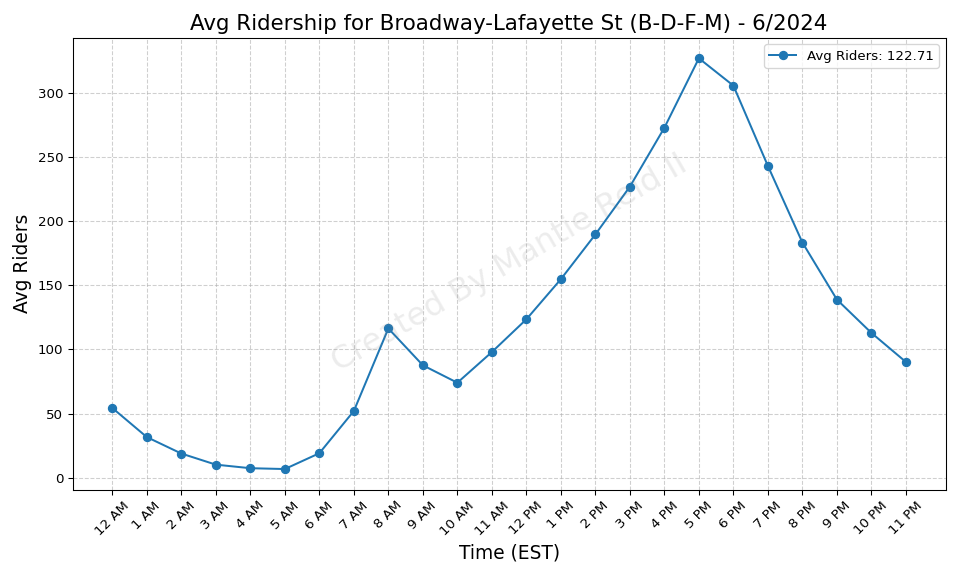 Avg Ridership for Broadway-Lafayette St (B-D-F-M) - 6/2024
Avg Riders: 122.71
300
250
200
150
100
50
0
Avg Riders
Created By Mantle Reid II
12 AM
1 AM
2 AM
3 AM
4 AM
5 AM
6 AM
7 AM
8 AM
9 AM
10 AM
11 AM
12 PM
1 PM
2 PM
3 PM
4 PM
5 PM
6 PM
7 PM
8 PM
9 PM
10 PM
11 PM
Time (EST)